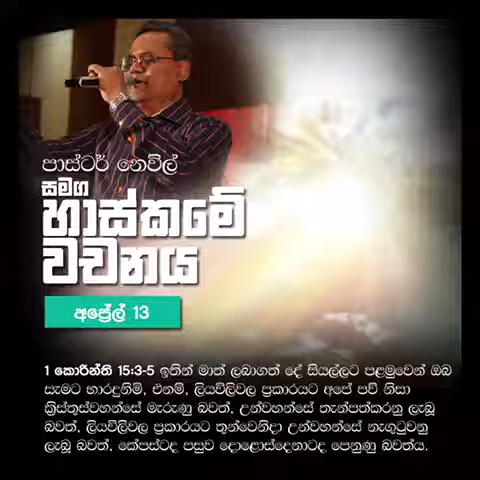 පාස්ටර් නෙවිල්
සමග
හාස්කමේ
වචනය
අප්‍රේල් 13
1 කොරින්ති 15:3-5 ඉතින් මාත් ලබාගත් දේ සියල්ලට පළමුවෙන් ඔබ
සැමට භාරදුනිමි, එනම්, ලියවිලිවල ප්‍රකාරයට අපේ පව් නිසා
ක්‍රිස්තුස්වහන්සේ මැරුණු බවත්, උන්වහන්සේ තැන්පත්කරනු ලැබූ
බවත්, ලියවිලිවල ප්‍රකාරයට තුන්වෙනිදා උන්වහන්සේ නැගුටුවනු
ලැබූ බවත්, කේපස්ටද පසුව දොළොස්දෙනාටද පෙනුණු බවත්ය.